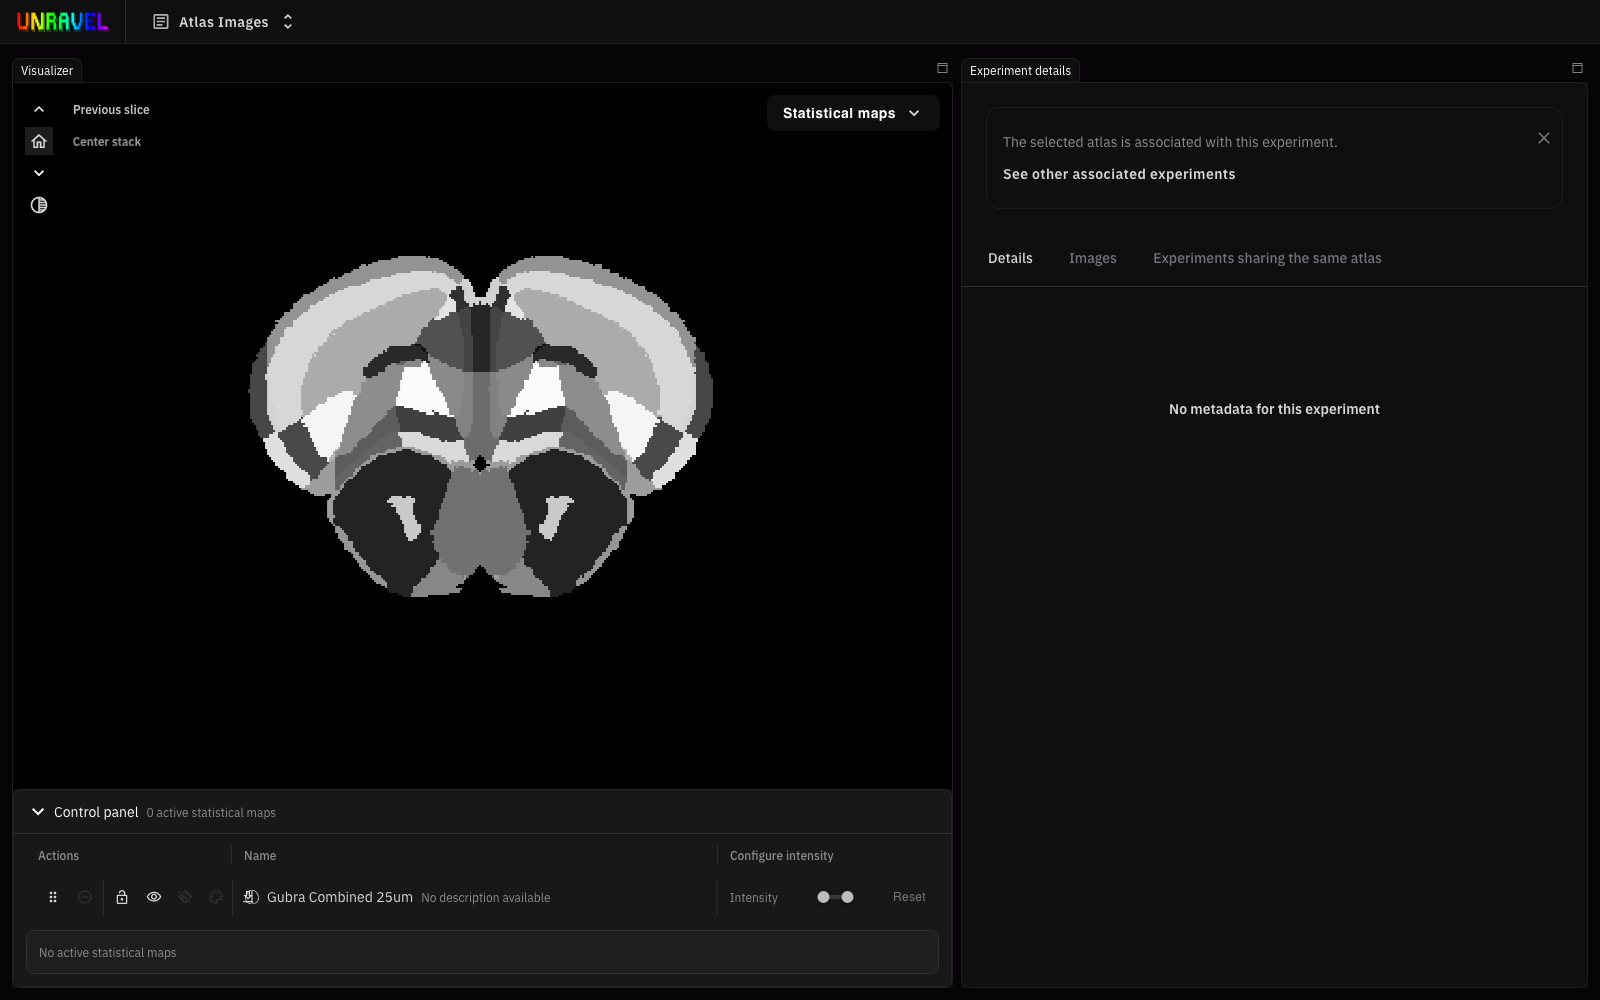 UNRAVEL
Atlas Images
Visualizer
Previous slice
Center stack
Statistical maps
Control panel 0 active statistical maps
Actions Name Configure intensity
Gubra Combined 25um No description available Intensity Reset
No active statistical maps
Experiment details
The selected atlas is associated with this experiment.
See other associated experiments
Details Images Experiments sharing the same atlas
No metadata for this experiment